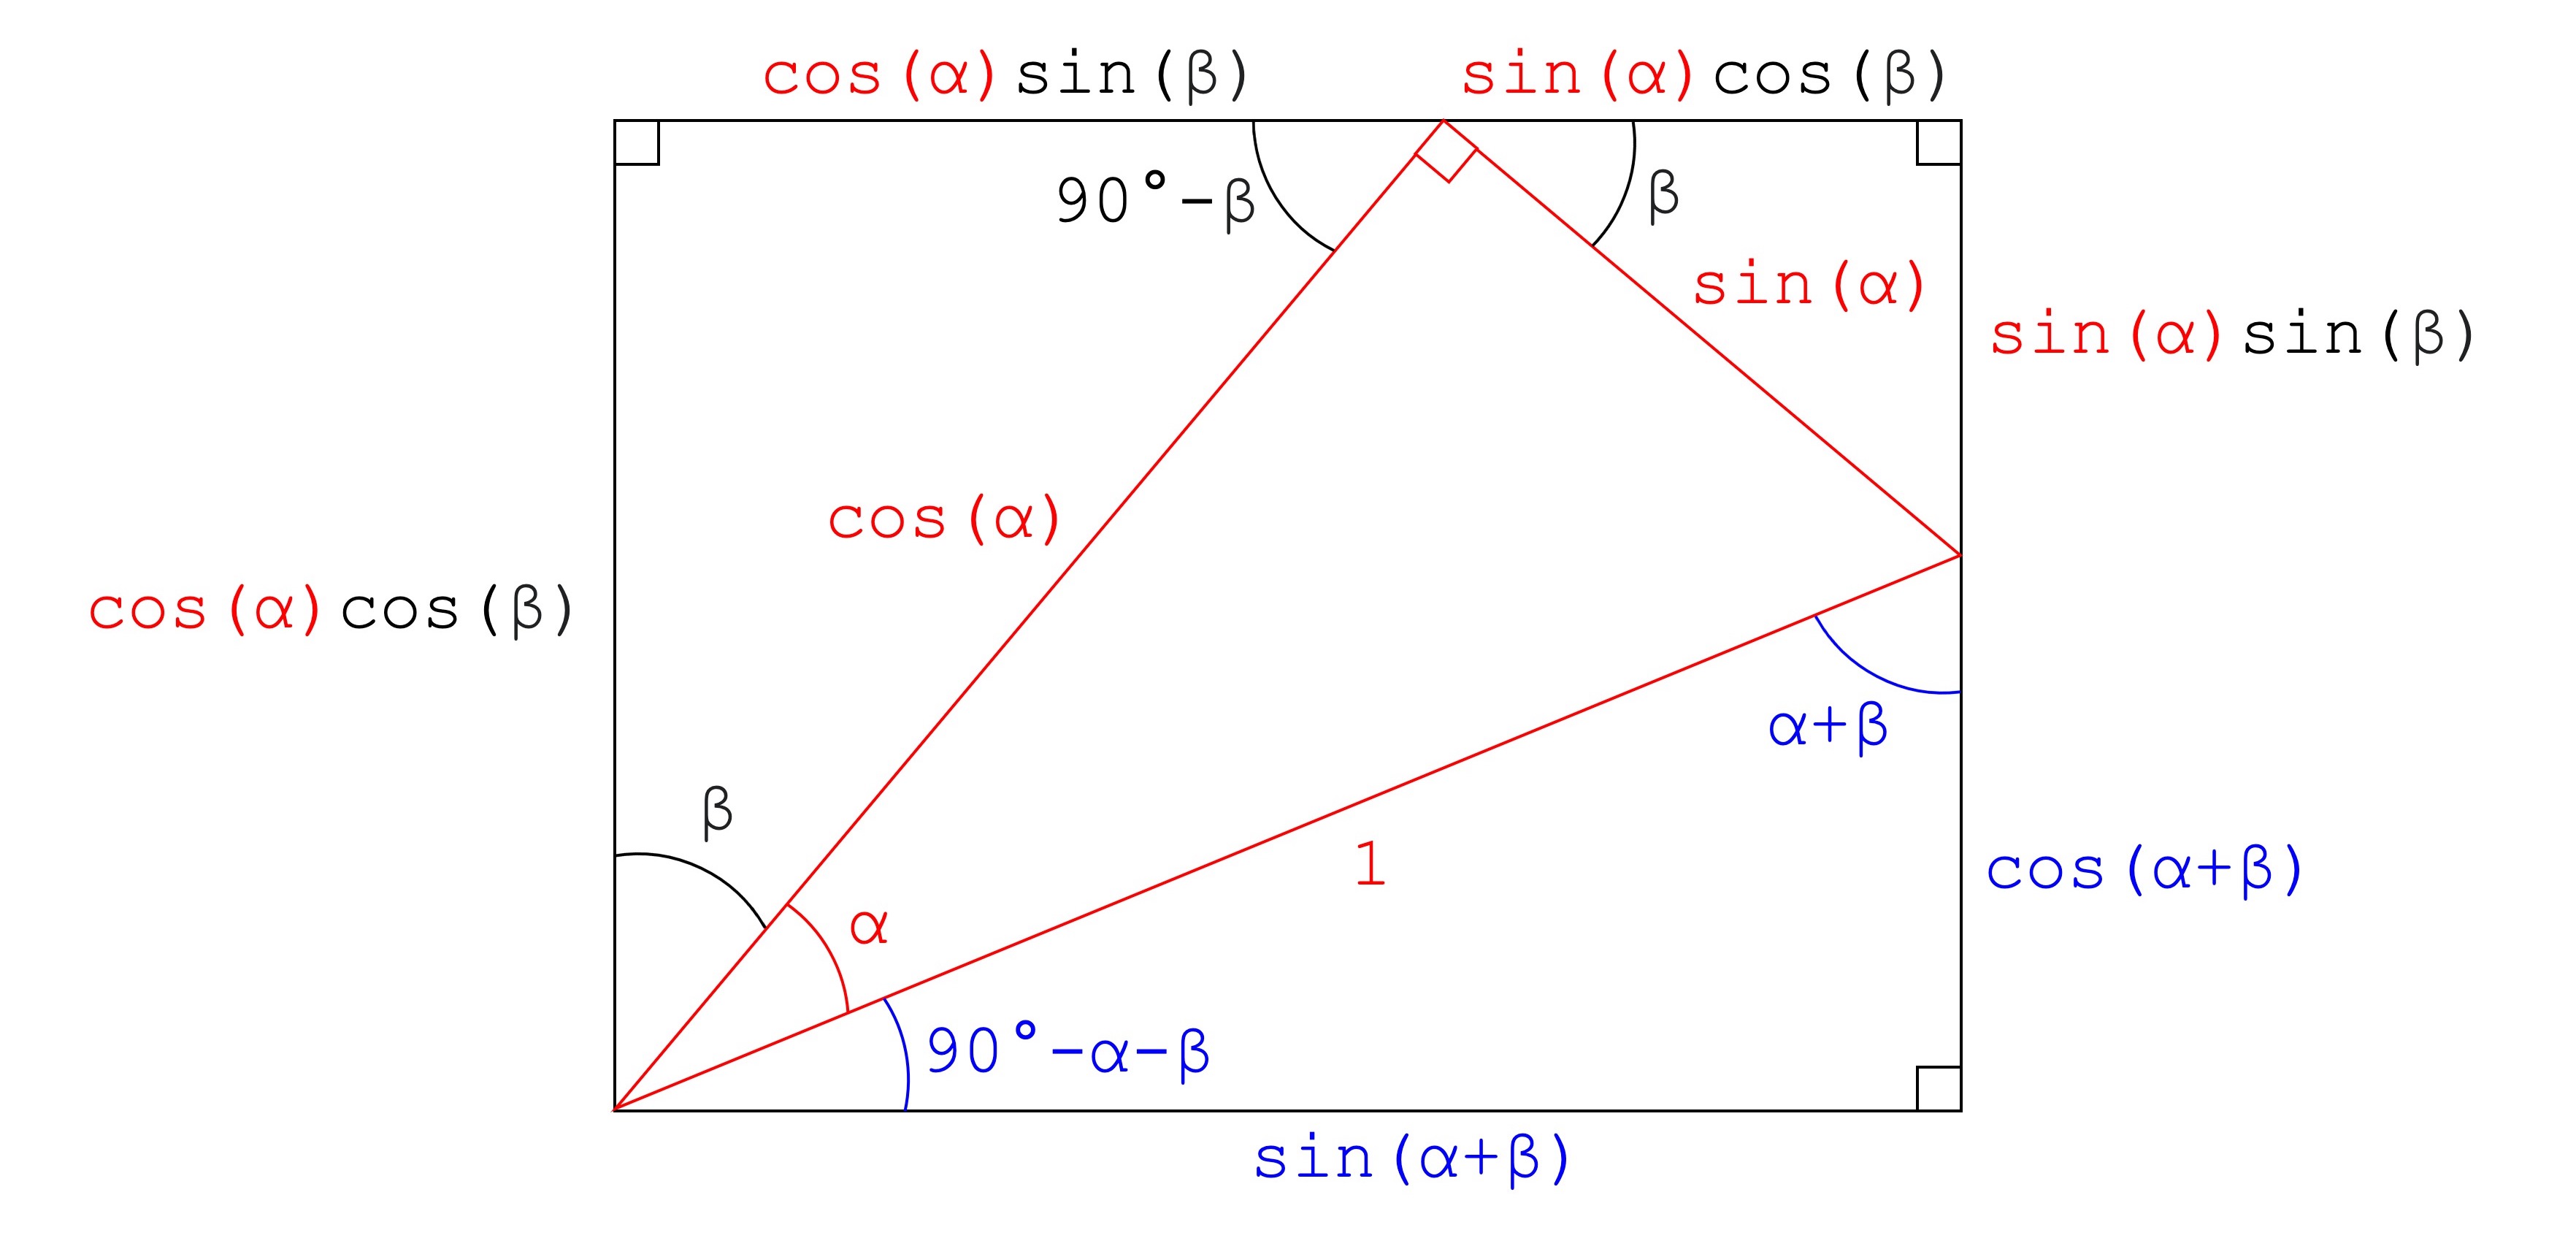 cos(α)sin(β) sin(α)cos(β)
90°-β β
sin(α)
sin(α)sin(β)
cos(α)
cos(α)cos(β)
α+β
β
1
cos(α+β)
α
90°-α-β
sin(α+β)